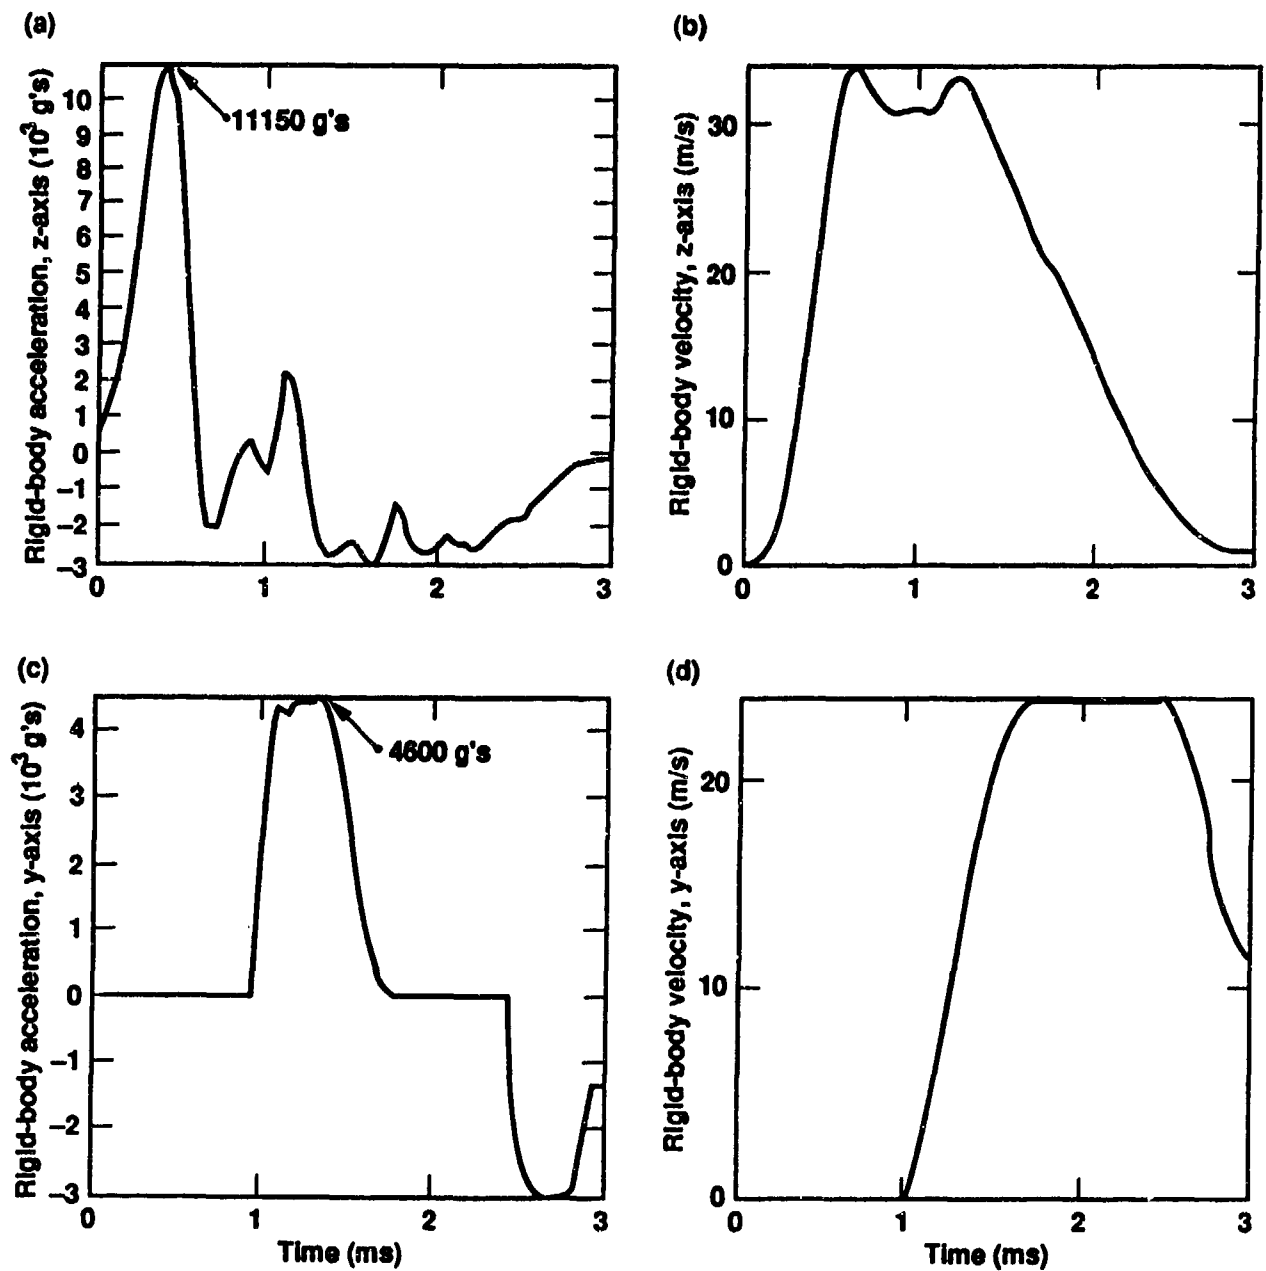 (a)
Rigid-body acceleration, z-axis (10³ g's)
10
9
8
7
6
5
4
3
2
1
0
−1
−2
−3
11150 g's
0 1 2 3
(b)
Rigid-body velocity, z-axis (m/s)
30
20
10
0
0 1 2 3
(c)
Rigid-body acceleration, y-axis (10³ g's)
4
3
2
1
0
−1
−2
−3
4600 g's
0 1 2 3
Time (ms)
(d)
Rigid-body velocity, y-axis (m/s)
20
10
0
0 1 2 3
Time (ms)